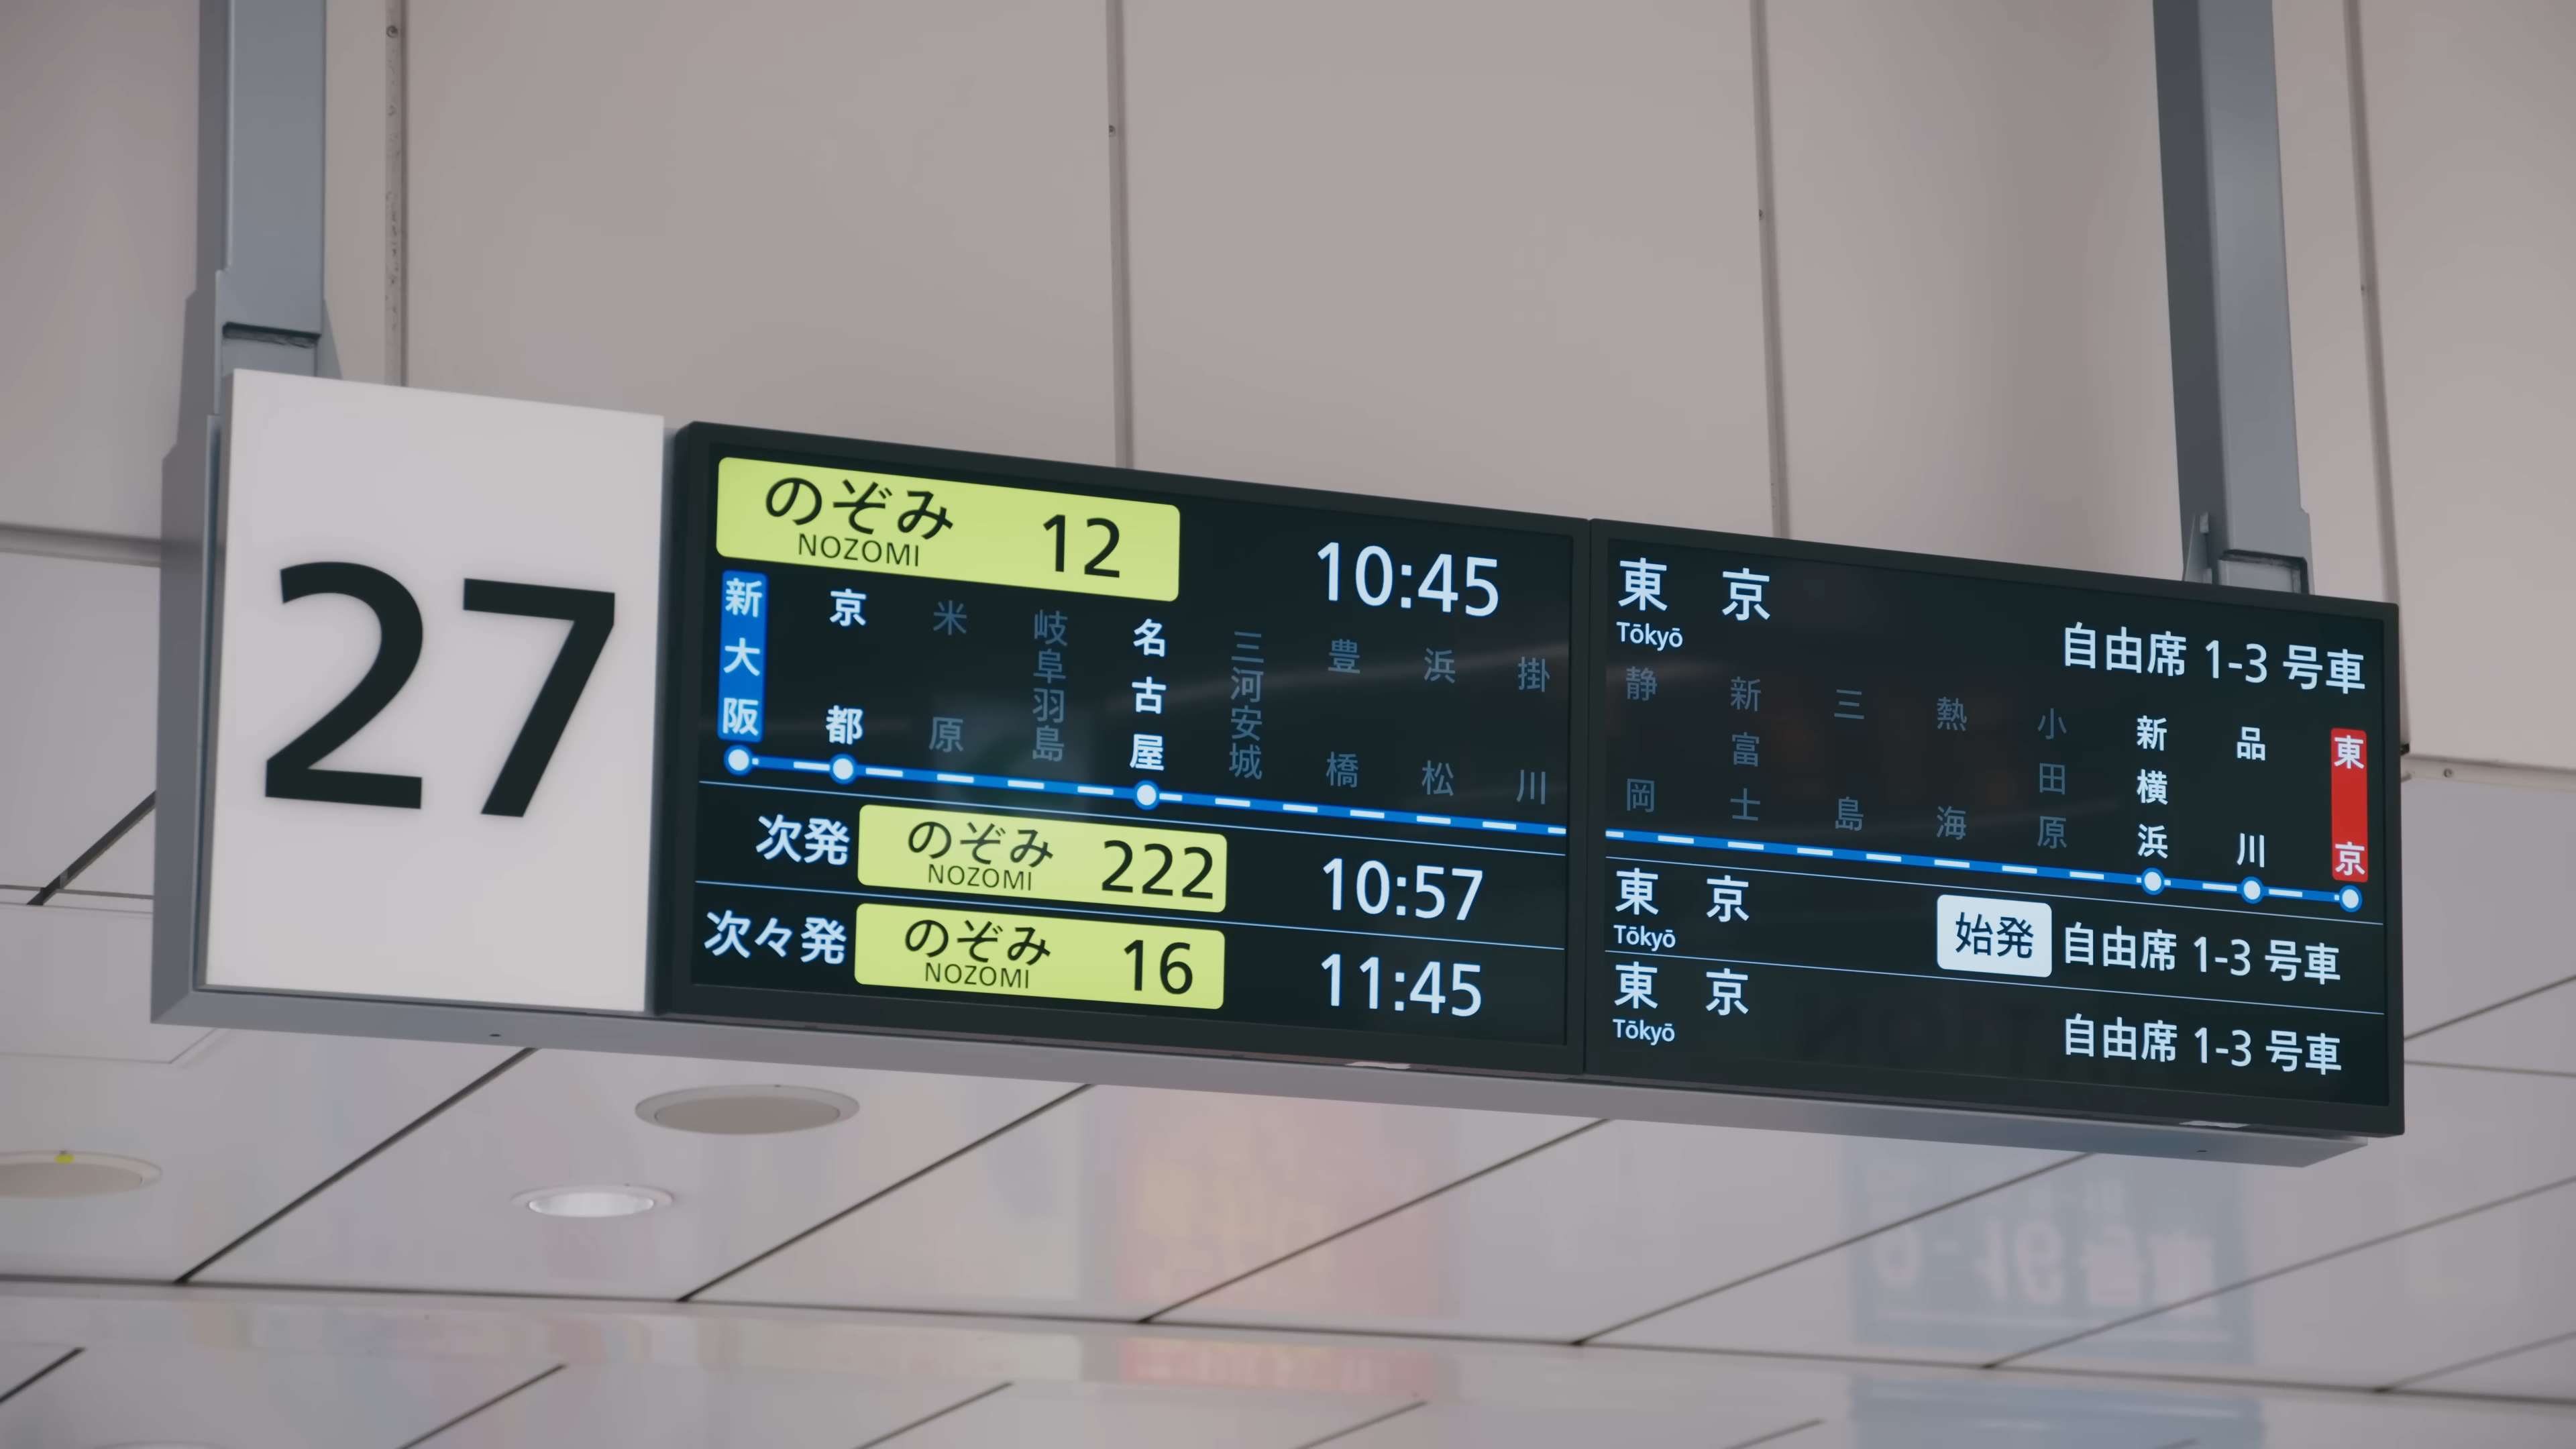 27
のぞみ 12 10:45 東京
NOZOMI Tōkyō
自由席 1-3 号車
新大阪 京都 米原 岐阜羽島 名古屋 三河安城 豊橋 浜松 掛川 静岡 新富士 三島 熱海 小田原 新横浜 品川 東京
次発 のぞみ 222 10:57 東京 始発 自由席 1-3 号車
NOZOMI Tōkyō
次々発 のぞみ 16 11:45 東京 自由席 1-3 号車
NOZOMI Tōkyō